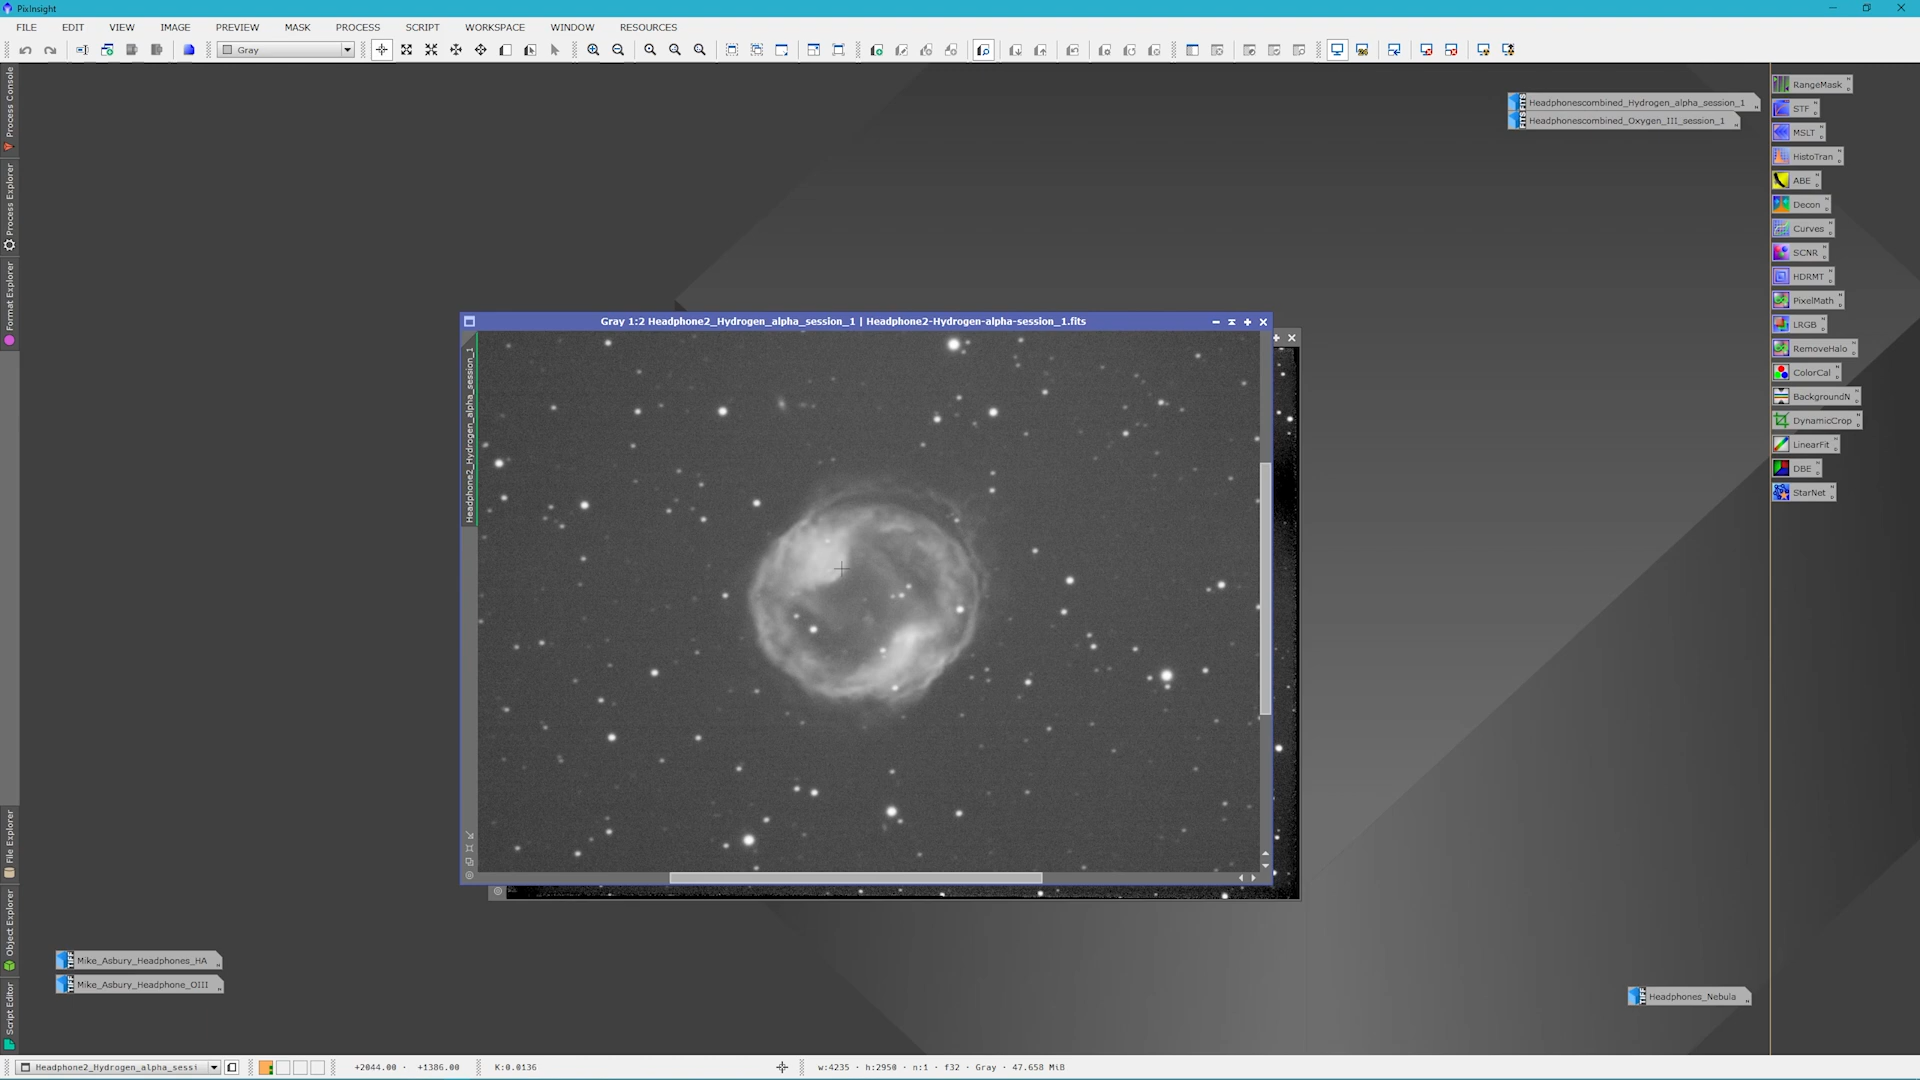 PixInsight
FILE EDIT VIEW IMAGE PROCESS SCRIPT MASK PREVIEW WORKSPACE WINDOW RESOURCES
Gray
Process Console
Process Explorer
Format Explorer
File Explorer
Object Explorer
Script Editor
Headphonescombined_Hydrogen_alpha_session_1
Headphonescombined_Oxygen_III_session_1
RangeMask
STF
MSLT
HistoTran
ABE
Decon
Curves
SCNR
HDRMT
PixelMath
LRGB
RemoveHalo
ColorCal
BackgroundN
DynamicCrop
LinearFit
DBE
StarNet
Gray 1:2 Headphone2_Hydrogen_alpha_session_1 | Headphone2-Hydrogen-alpha-session_1.fits
Headphone2_Hydrogen_alpha_session_1
Mike_Asbury_Headphones_HA
Mike_Asbury_Headphone_OIII
Headphones_Nebula
Headphone2_Hydrogen_alpha_sessi
+2044.00 · +1386.00
K:0.0136
w:4235 · h:2950 · n:1 · f32 · Gray · 47.658 MiB